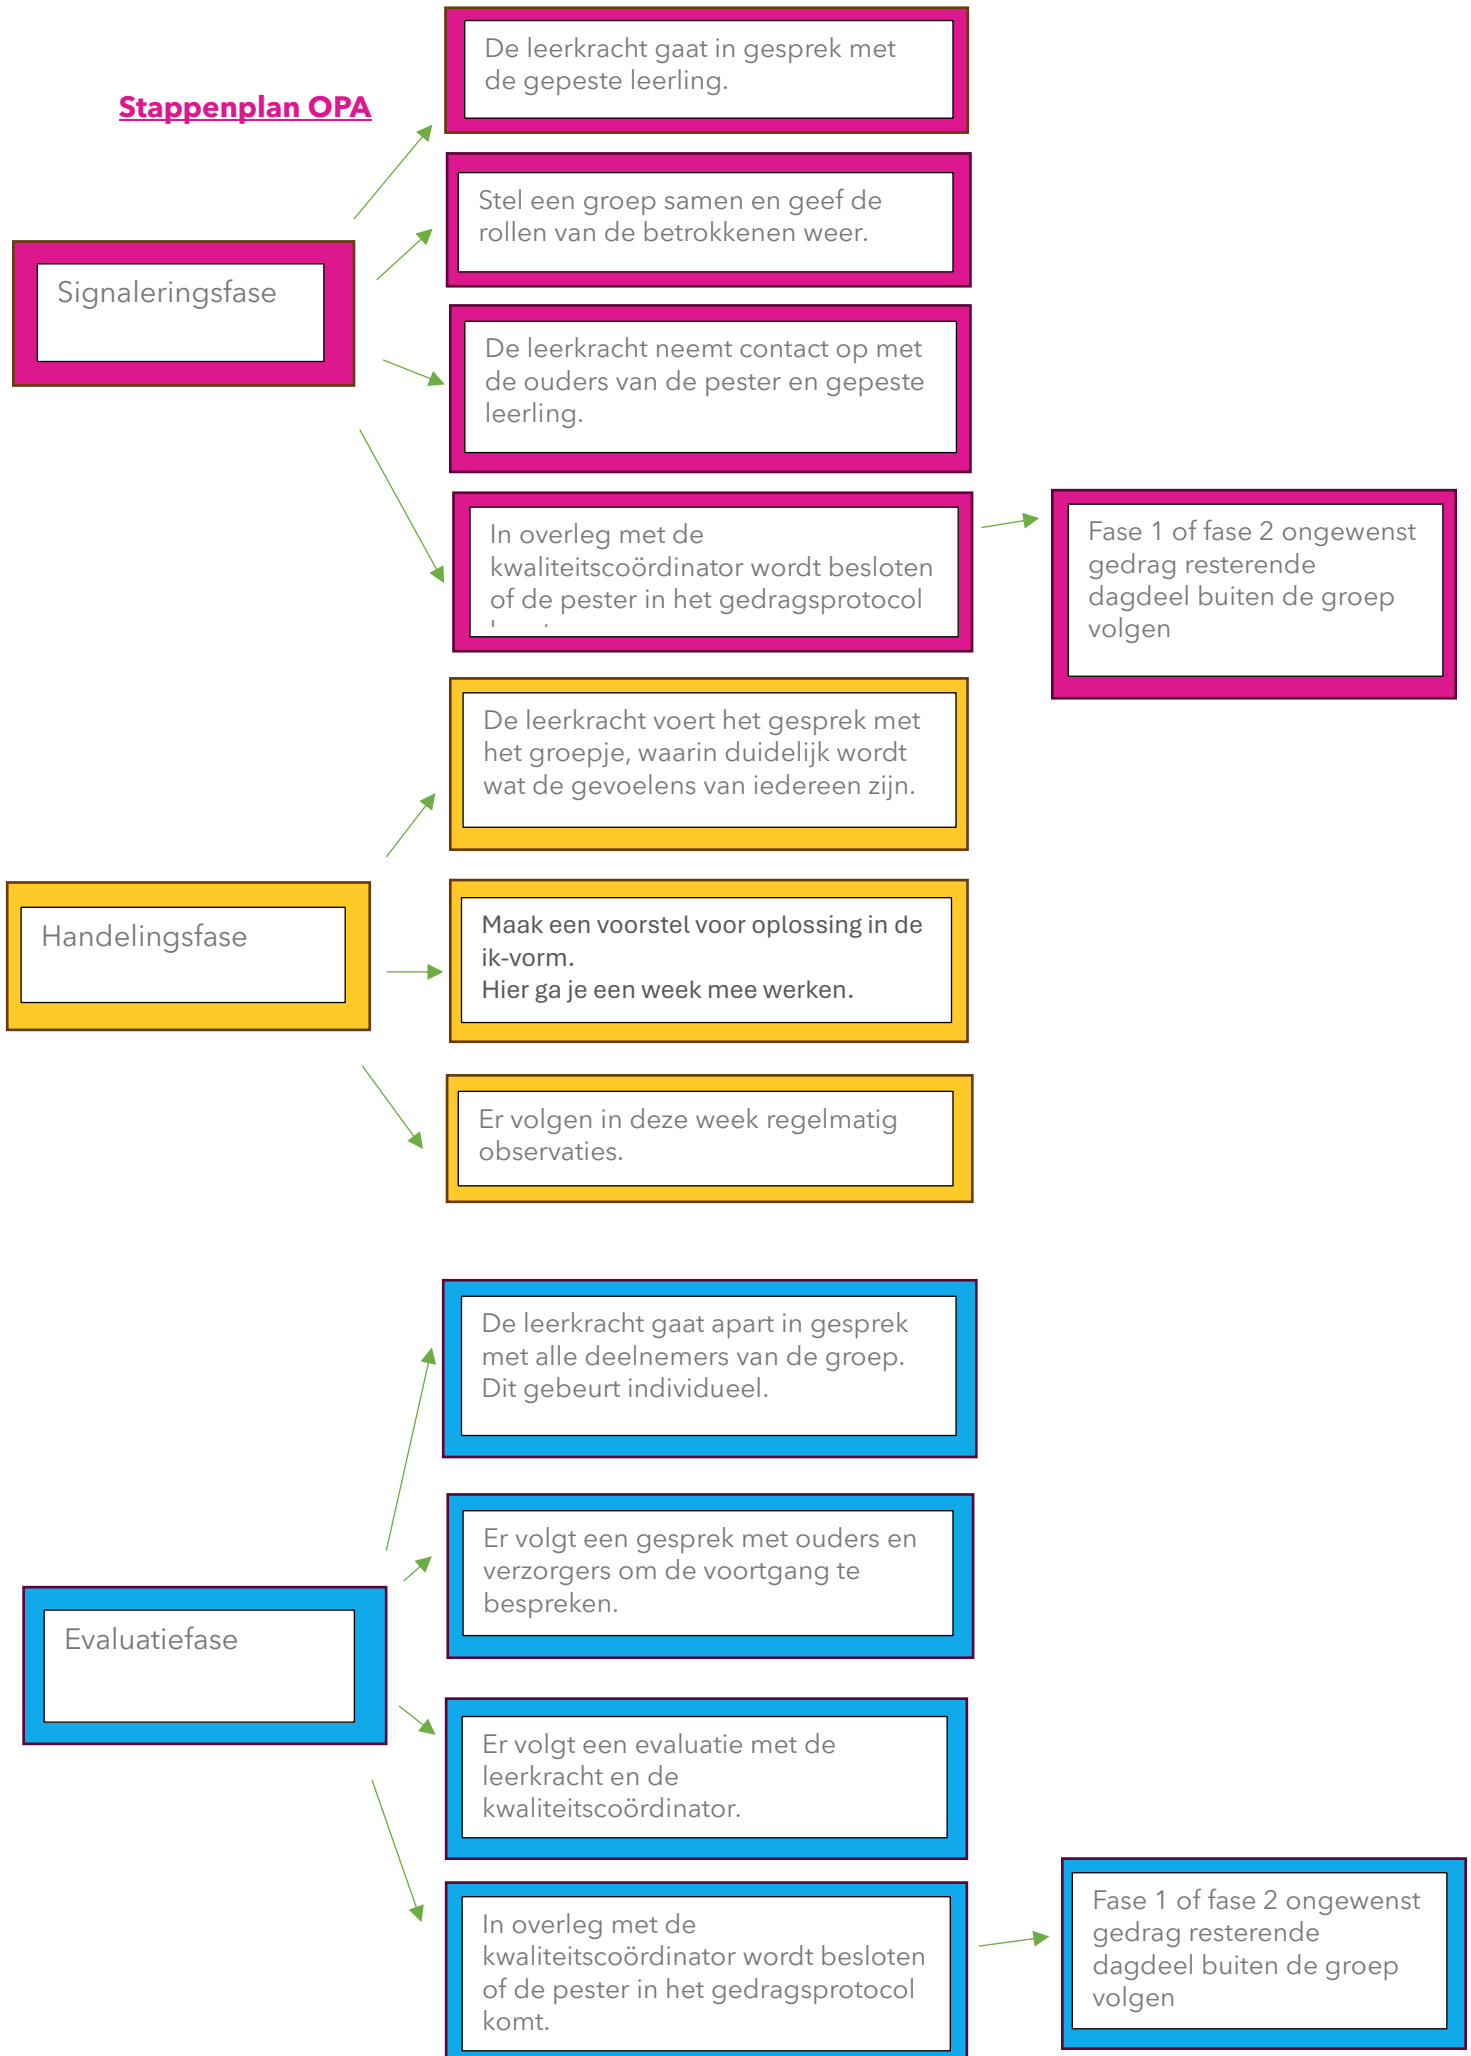 Stappenplan OPA
De leerkracht gaat in gesprek met
de gepeste leerling.
Stel een groep samen en geef de
rollen van de betrokkenen weer.
Signaleringsfase
De leerkracht neemt contact op met
de ouders van de pester en gepeste
leerling.
In overleg met de
kwaliteitscoördinator wordt besloten
of de pester in het gedragsprotocol
Fase 1 of fase 2 ongewenst
gedrag resterende
dagdeel buiten de groep
volgen
De leerkracht voert het gesprek met
het groepje, waarin duidelijk wordt
wat de gevoelens van iedereen zijn.
Handelingsfase
Maak een voorstel voor oplossing in de
ik-vorm.
Hier ga je een week mee werken.
Er volgen in deze week regelmatig
observaties.
De leerkracht gaat apart in gesprek
met alle deelnemers van de groep.
Dit gebeurt individueel.
Er volgt een gesprek met ouders en
verzorgers om de voortgang te
bespreken.
Evaluatiefase
Er volgt een evaluatie met de
leerkracht en de
kwaliteitscoördinator.
In overleg met de
kwaliteitscoördinator wordt besloten
of de pester in het gedragsprotocol
komt.
Fase 1 of fase 2 ongewenst
gedrag resterende
dagdeel buiten de groep
volgen